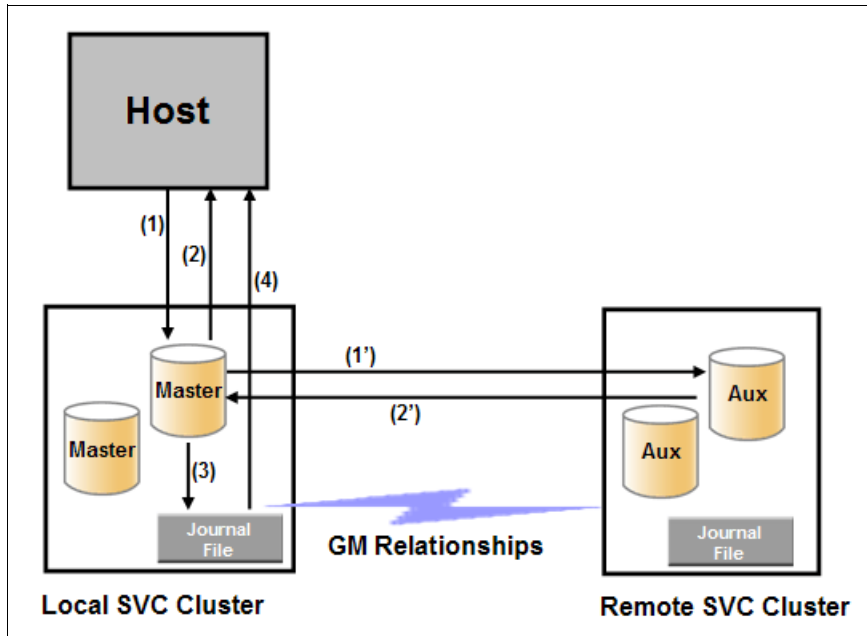 Host
(1)
(2)
(4)
(1’)
Master
Aux
(2’)
Master
Aux
(3)
Journal
File
GM Relationships
Journal
File
Local SVC Cluster
Remote SVC Cluster